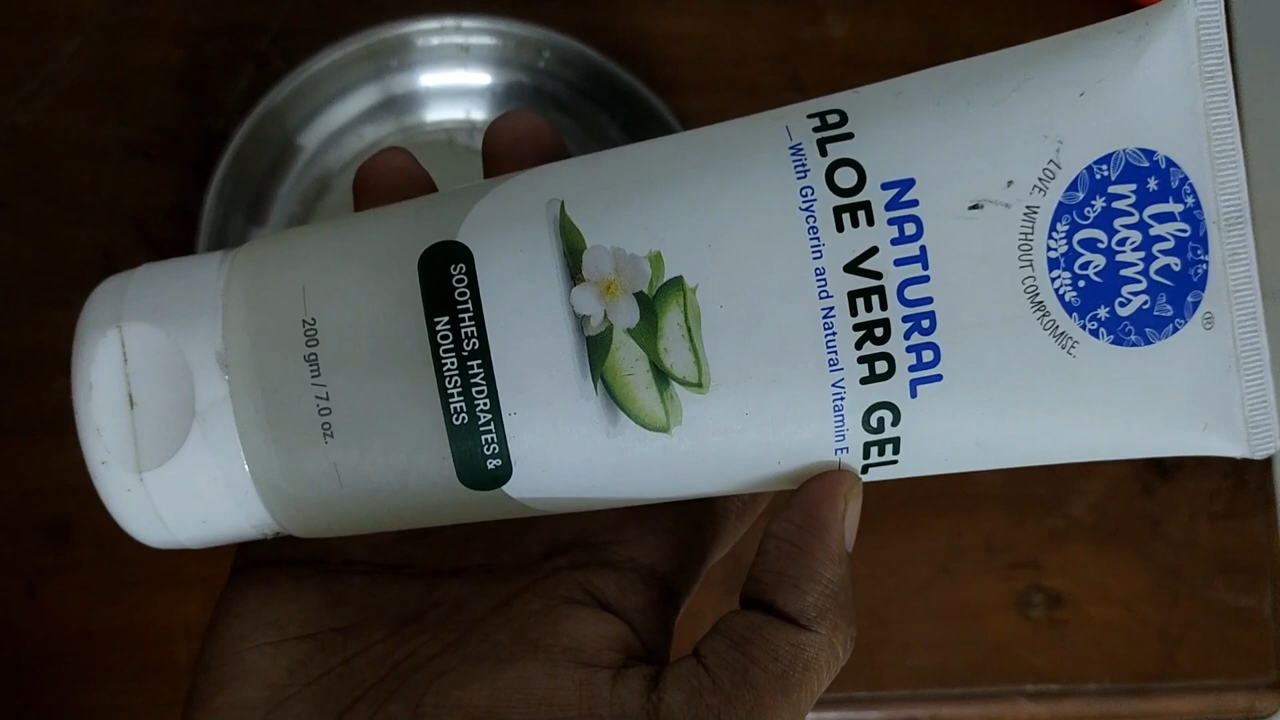 the
moms
co.
®
LOVE. WITHOUT COMPROMISE.
NATURAL
ALOE VERA GEL
With Glycerin and Natural Vitamin E
SOOTHES, HYDRATES &
NOURISHES
200 gm / 7.0 oz.